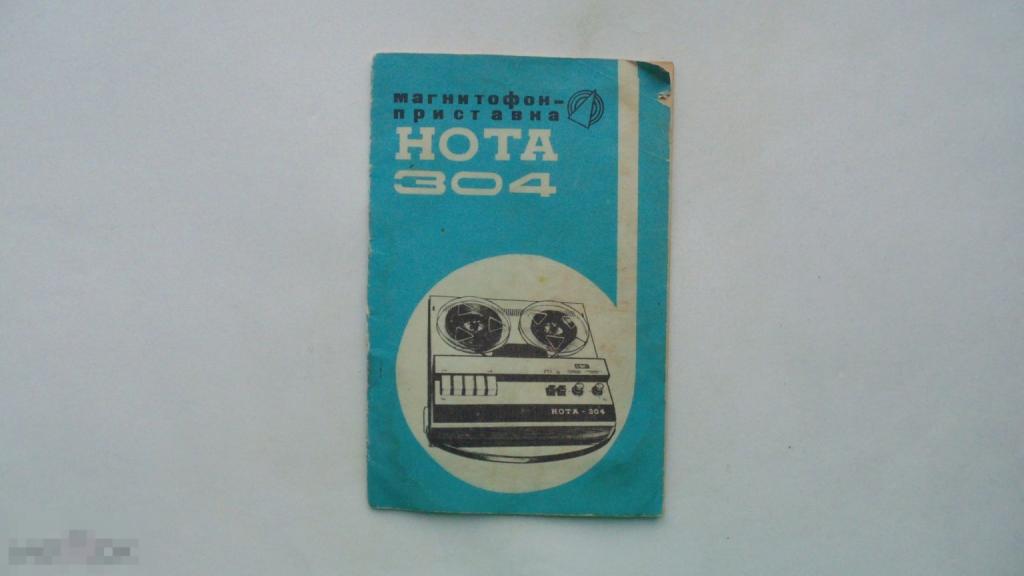 магнитофон-
приставка
НОТА
304
НОТА - 304